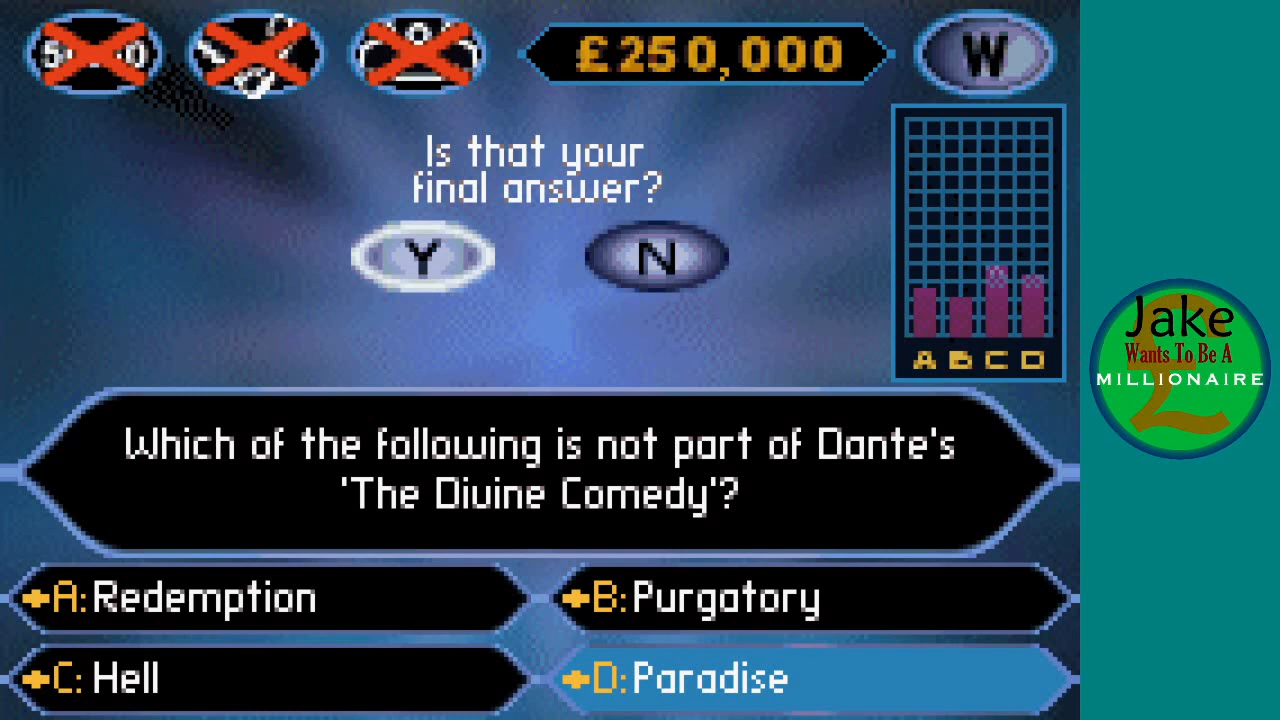 £250,000
W
Is that your
final answer?
Y
N
A B C D
Which of the following is not part of Dante's
'The Divine Comedy'?
A: Redemption
B: Purgatory
C: Hell
D: Paradise
Jake
Wants To Be A
MILLIONAIRE
£